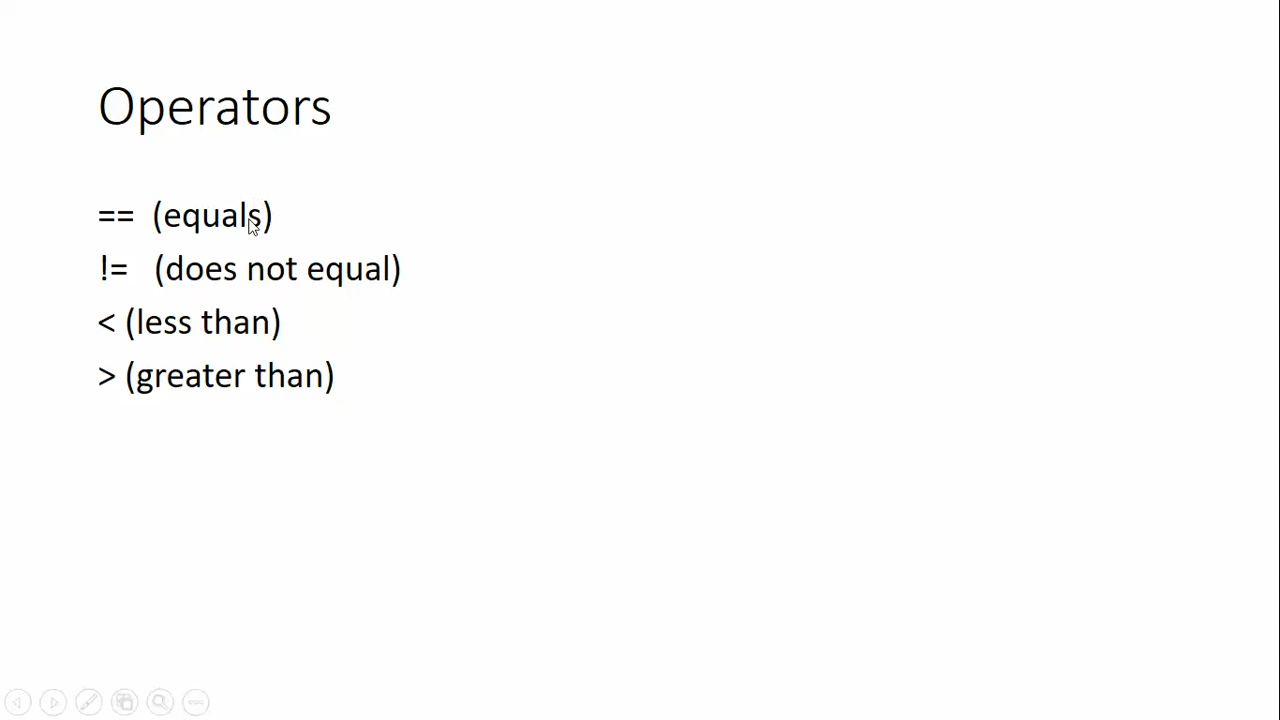 Operators
== (equals)
!= (does not equal)
< (less than)
> (greater than)